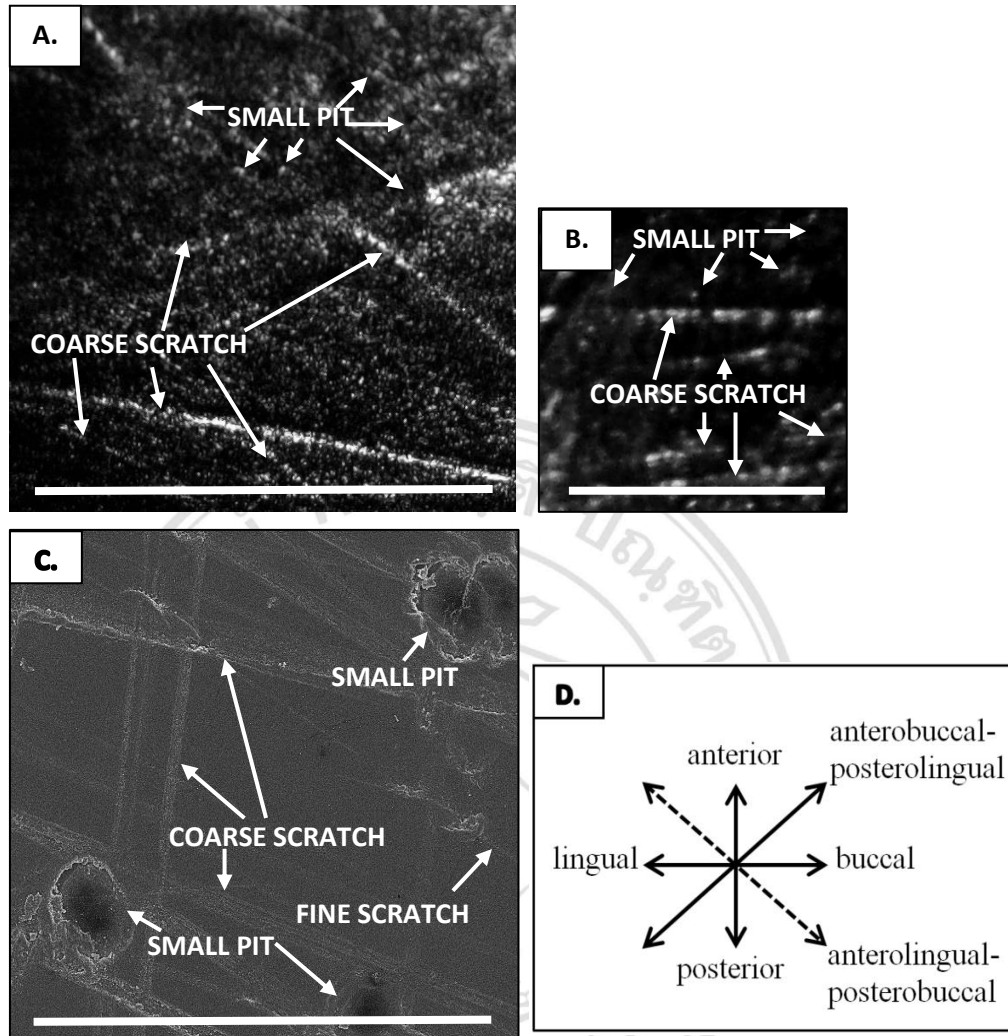 A.
SMALL PIT
COARSE SCRATCH
B.
SMALL PIT
COARSE SCRATCH
C.
SMALL PIT
COARSE SCRATCH
FINE SCRATCH
SMALL PIT
D.
anterior
anterobuccal-
posterolingual
lingual
buccal
posterior
anterolingual-
posterobuccal